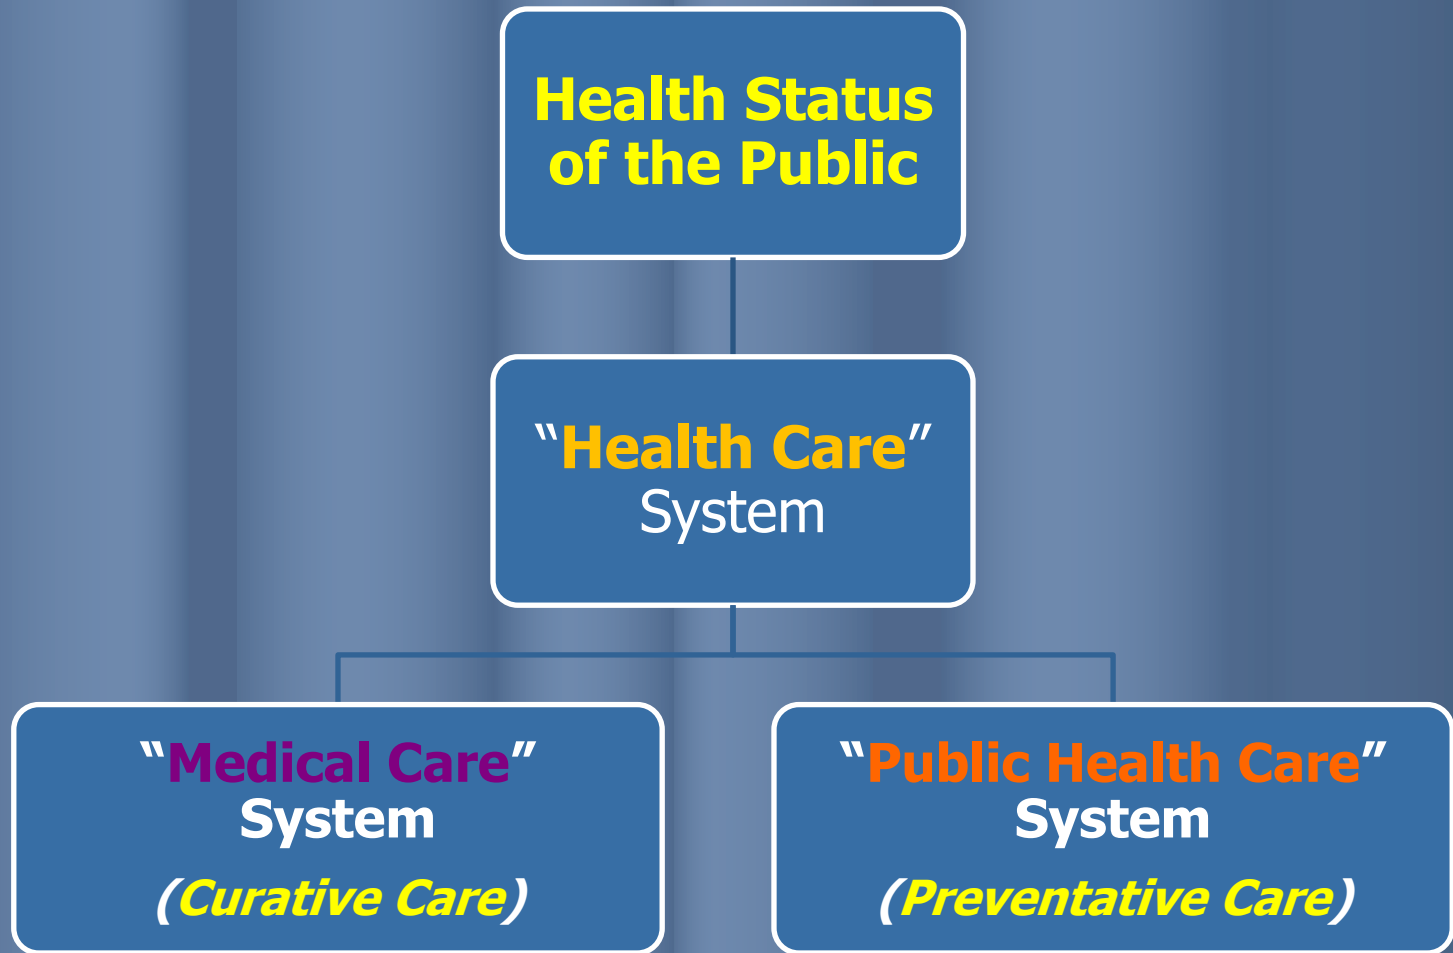 Health Status
of the Public
“Health Care”
System
“Medical Care”
System
(Curative Care)
“Public Health Care”
System
(Preventative Care)